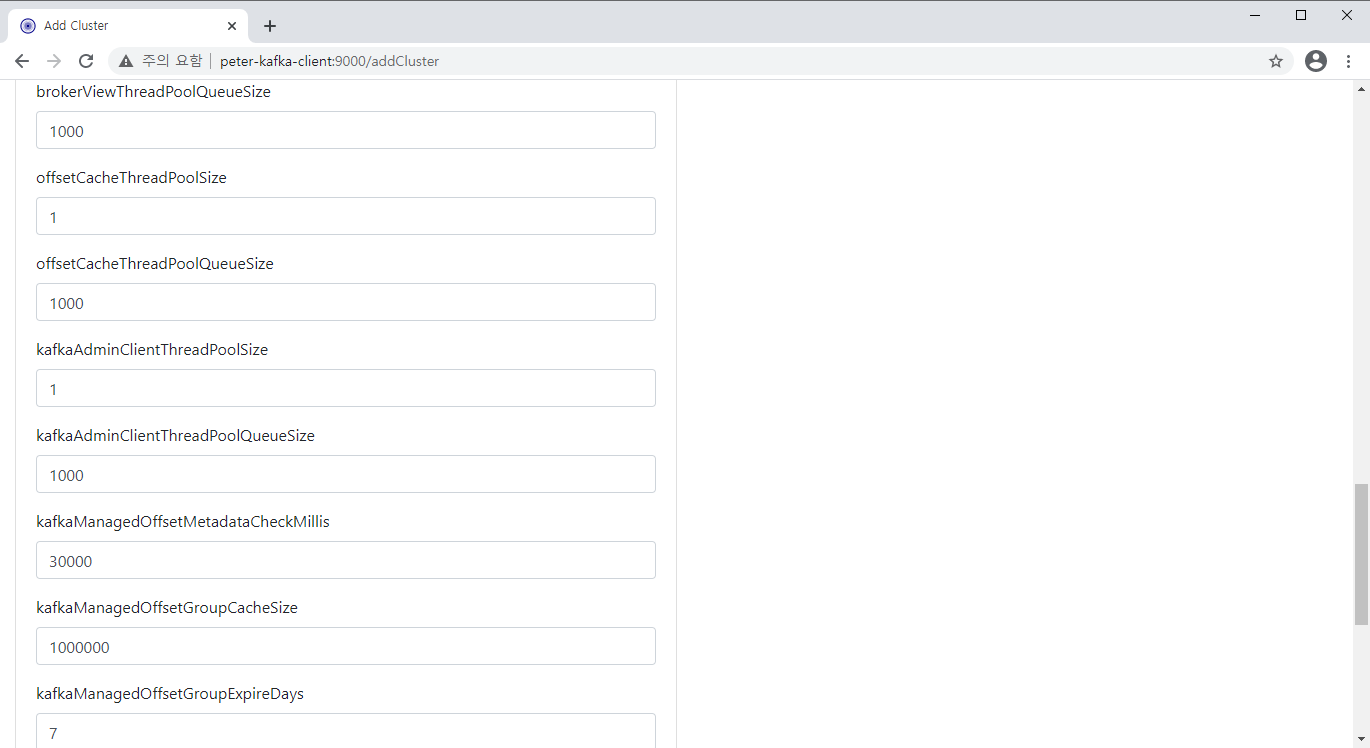 Add Cluster
주의 요함
peter-kafka-client:9000/addCluster
brokerViewThreadPoolQueueSize
1000
offsetCacheThreadPoolSize
1
offsetCacheThreadPoolQueueSize
1000
kafkaAdminClientThreadPoolSize
1
kafkaAdminClientThreadPoolQueueSize
1000
kafkaManagedOffsetMetadataCheckMillis
30000
kafkaManagedOffsetGroupCacheSize
1000000
kafkaManagedOffsetGroupExpireDays
7